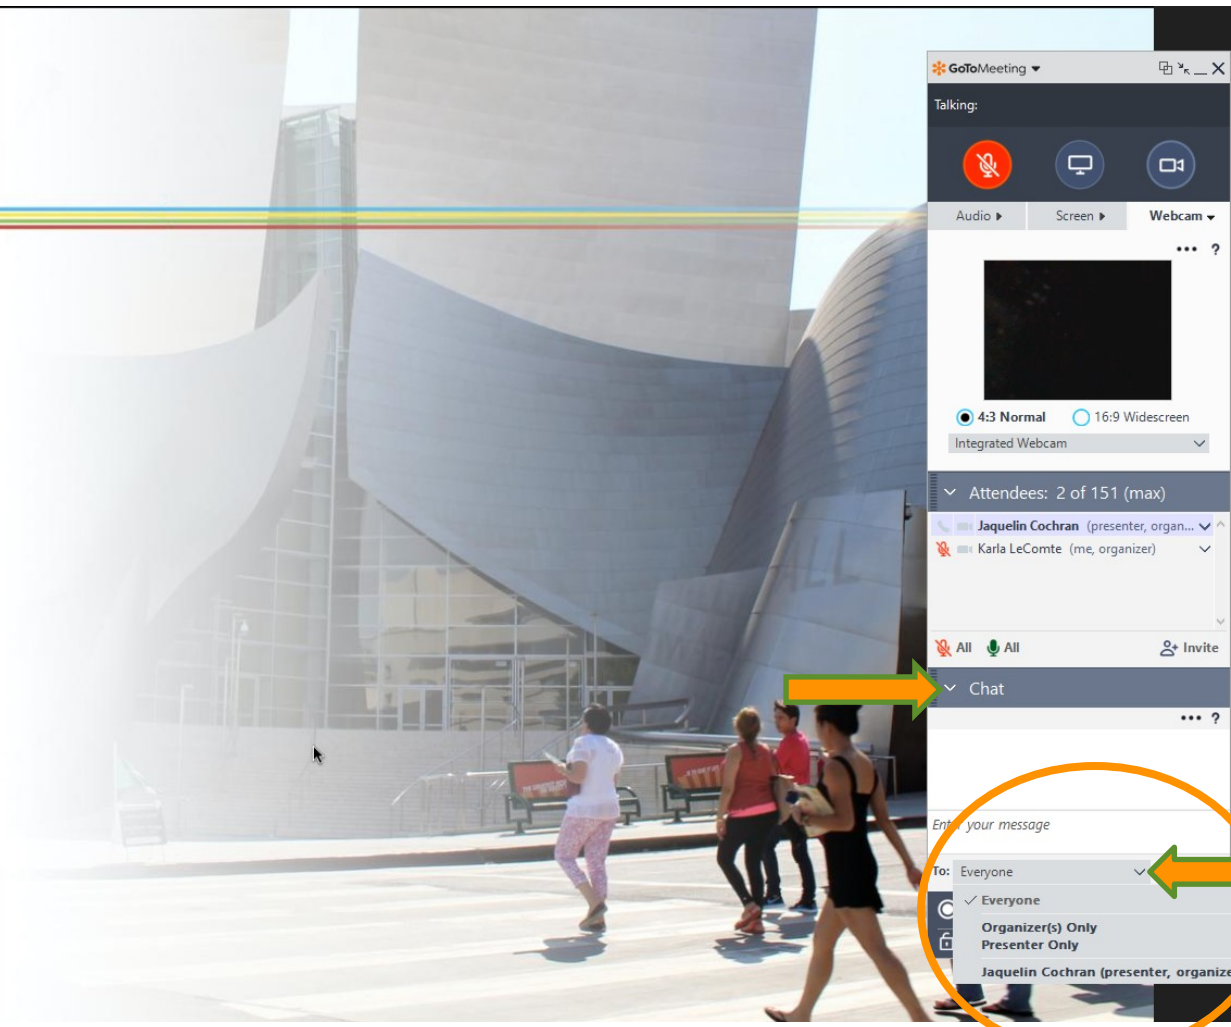 GoToMeeting
Talking:
Audio
Screen
Webcam
?
4:3 Normal
16:9 Widescreen
Integrated Webcam
Attendees: 2 of 151 (max)
Jaquelin Cochran (presenter, organ...
Karla LeComte (me, organizer)
All
All
Invite
Chat
?
Enter your message
To: Everyone
Everyone
Organizer(s) Only
Presenter Only
Jaquelin Cochran (presenter, organize